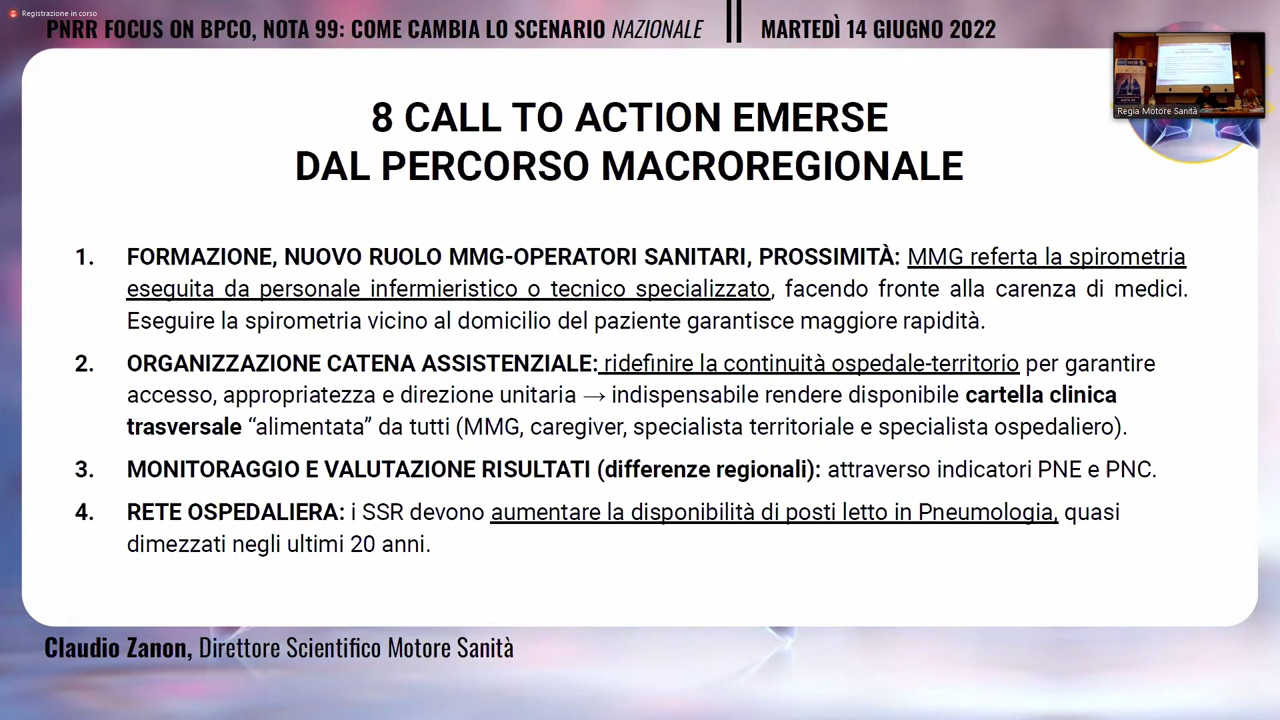 Registrazione in corso
PNRR FOCUS ON BPCO, NOTA 99: COME CAMBIA LO SCENARIO NAZIONALE || MARTEDÌ 14 GIUGNO 2022
Regia Motore Sanità
8 CALL TO ACTION EMERSE
DAL PERCORSO MACROREGIONALE
1. FORMAZIONE, NUOVO RUOLO MMG-OPERATORI SANITARI, PROSSIMITÀ: MMG referta la spirometria
eseguita da personale infermieristico o tecnico specializzato, facendo fronte alla carenza di medici.
Eseguire la spirometria vicino al domicilio del paziente garantisce maggiore rapidità.
2. ORGANIZZAZIONE CATENA ASSISTENZIALE: ridefinire la continuità ospedale-territorio per garantire
accesso, appropriatezza e direzione unitaria → indispensabile rendere disponibile cartella clinica
trasversale “alimentata” da tutti (MMG, caregiver, specialista territoriale e specialista ospedaliero).
3. MONITORAGGIO E VALUTAZIONE RISULTATI (differenze regionali): attraverso indicatori PNE e PNC.
4. RETE OSPEDALIERA: i SSR devono aumentare la disponibilità di posti letto in Pneumologia, quasi
dimezzati negli ultimi 20 anni.
Claudio Zanon, Direttore Scientifico Motore Sanità